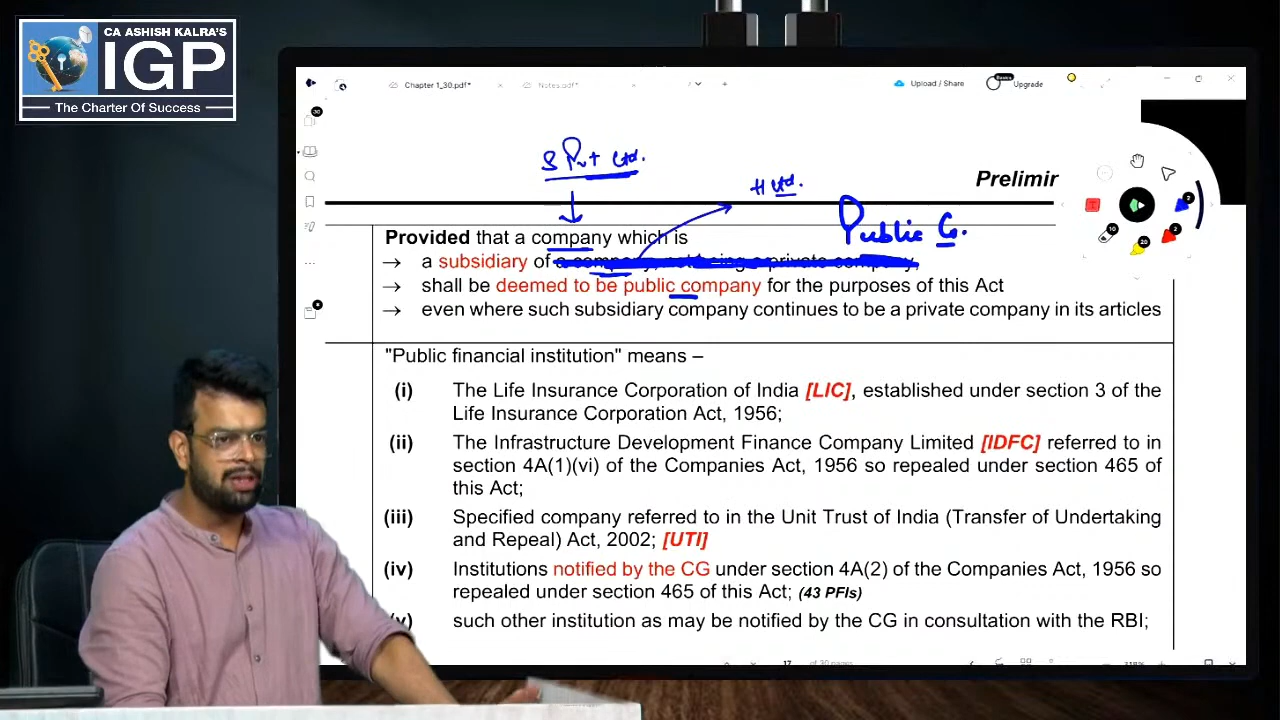 CA ASHISH KALRA'S
IGP
The Charter Of Success
Chapter 1_30.pdf*
Notes.pdf*
Upload / Share
Basics
Upgrade
S Pvt Ltd.
H Ltd.
Prelimir
Public Co.
Provided that a company which is
→ a subsidiary of a company, not being a private company,
→ shall be deemed to be public company for the purposes of this Act
→ even where such subsidiary company continues to be a private company in its articles
"Public financial institution" means –
(i) The Life Insurance Corporation of India [LIC], established under section 3 of the
Life Insurance Corporation Act, 1956;
(ii) The Infrastructure Development Finance Company Limited [IDFC] referred to in
section 4A(1)(vi) of the Companies Act, 1956 so repealed under section 465 of
this Act;
(iii) Specified company referred to in the Unit Trust of India (Transfer of Undertaking
and Repeal) Act, 2002; [UTI]
(iv) Institutions notified by the CG under section 4A(2) of the Companies Act, 1956 so
repealed under section 465 of this Act; (43 PFIs)
(v) such other institution as may be notified by the CG in consultation with the RBI;
17 of 30 pages